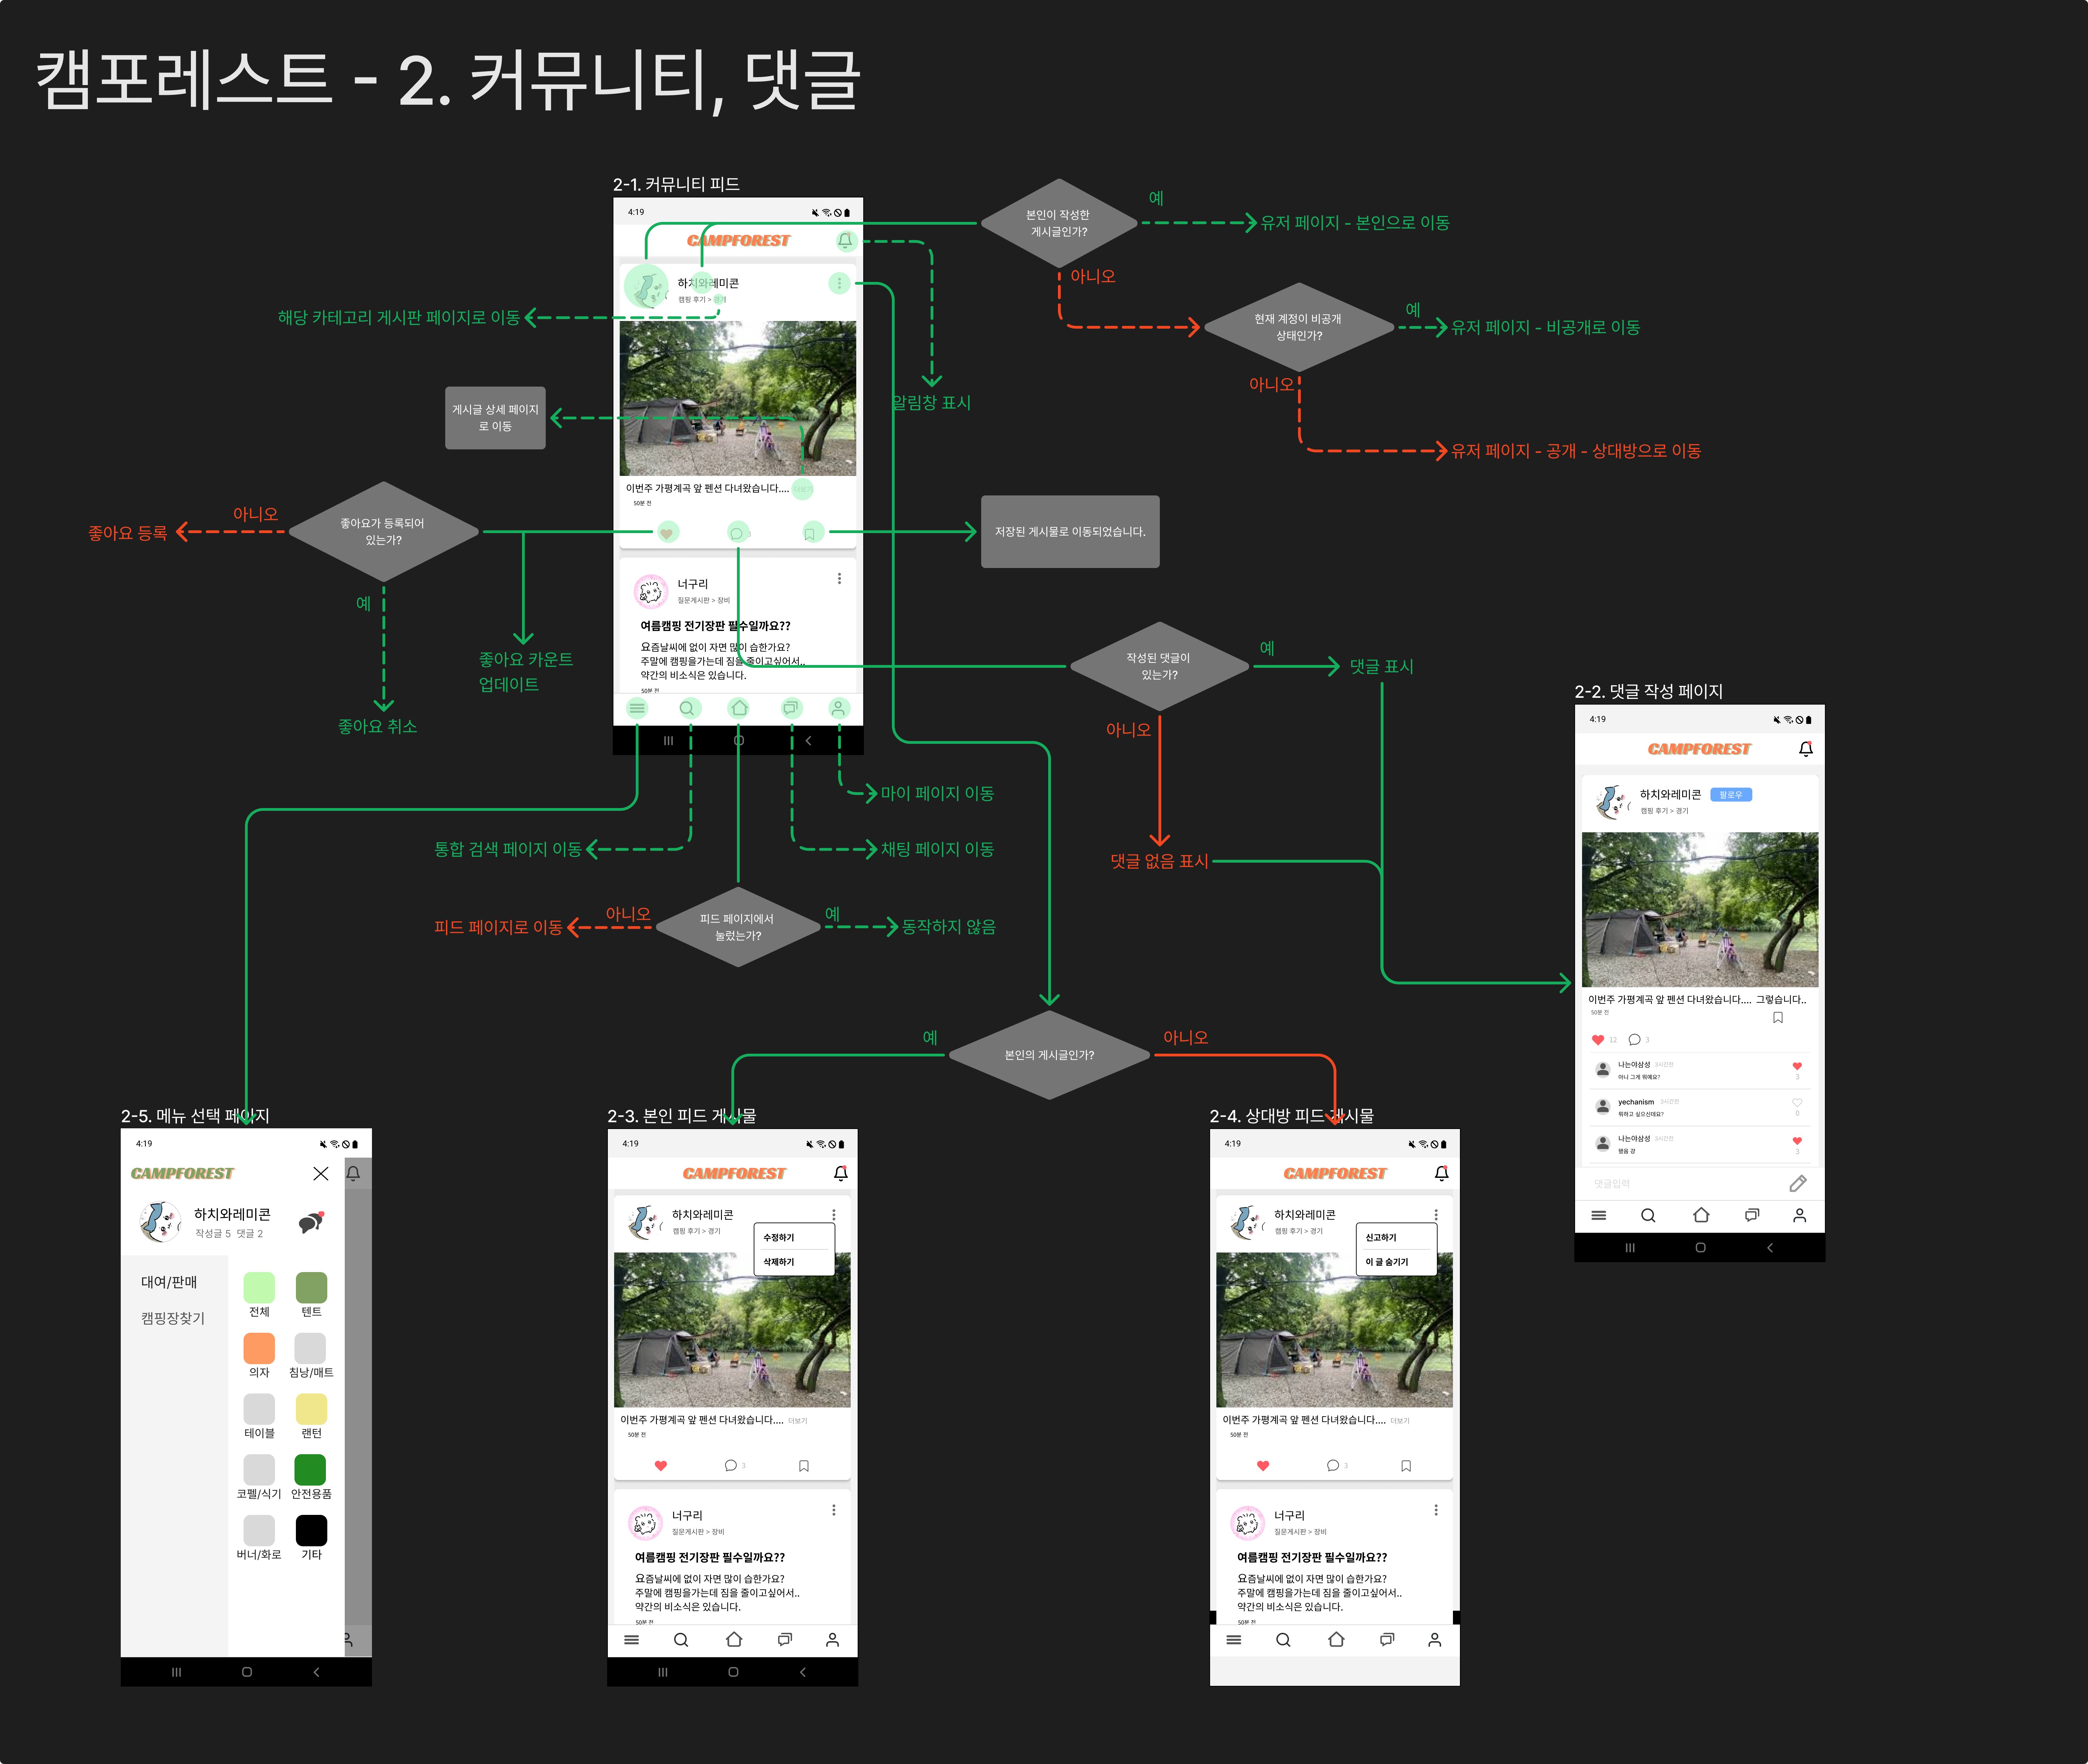 캠포레스트 - 2. 커뮤니티, 댓글
2-1. 커뮤니티 피드
4:19
CAMPFOREST
하치와레미콘
캠핑 후기 > 경기
이번주 가평계곡 앞 펜션 다녀왔습니다....
50분 전
3
너구리
질문게시판 > 장비
여름캠핑 전기장판 필수일까요??
요즘날씨에 없이 자면 많이 습한가요?
주말에 캠핑을가는데 짐을 줄이고싶어서..
약간의 비소식은 있습니다.
50분 전
본인이 작성한
게시글인가?
예
유저 페이지 - 본인으로 이동
아니오
현재 계정이 비공개
상태인가?
예
유저 페이지 - 비공개로 이동
아니오
유저 페이지 - 공개 - 상대방으로 이동
해당 카테고리 게시판 페이지로 이동
알림창 표시
게시글 상세 페이지
로 이동
좋아요가 등록되어
있는가?
아니오
좋아요 등록
예
좋아요 취소
좋아요 카운트
업데이트
저장된 게시물로 이동되었습니다.
작성된 댓글이
있는가?
예
댓글 표시
아니오
댓글 없음 표시
마이 페이지 이동
통합 검색 페이지 이동
채팅 페이지 이동
피드 페이지에서
눌렀는가?
아니오
피드 페이지로 이동
예
동작하지 않음
본인의 게시글인가?
예
아니오
2-2. 댓글 작성 페이지
4:19
CAMPFOREST
하치와레미콘 팔로우
캠핑 후기 > 경기
이번주 가평계곡 앞 펜션 다녀왔습니다.... 그렇습니다..
50분 전
12 3
나는야삼성 3시간전
아니 그게 뭐에요?
3
yechanism 3시간전
뭐하고 싶으신데요?
0
나는야삼성 3시간전
3
댓글입력
2-5. 메뉴 선택 페이지
4:19
CAMPFOREST
하치와레미콘
작성글 5 댓글 2
대여/판매
캠핑장찾기
전체 텐트
의자 침낭/매트
테이블 랜턴
코펠/식기 안전용품
버너/화로 기타
2-3. 본인 피드 게시물
4:19
CAMPFOREST
하치와레미콘
캠핑 후기 > 경기
수정하기
삭제하기
이번주 가평계곡 앞 펜션 다녀왔습니다.... 더보기
50분 전
3
너구리
질문게시판 > 장비
여름캠핑 전기장판 필수일까요??
요즘날씨에 없이 자면 많이 습한가요?
주말에 캠핑을가는데 짐을 줄이고싶어서..
약간의 비소식은 있습니다.
50분 전
2-4. 상대방 피드 게시물
4:19
CAMPFOREST
하치와레미콘
캠핑 후기 > 경기
신고하기
이 글 숨기기
이번주 가평계곡 앞 펜션 다녀왔습니다.... 더보기
50분 전
3
너구리
질문게시판 > 장비
여름캠핑 전기장판 필수일까요??
요즘날씨에 없이 자면 많이 습한가요?
주말에 캠핑을가는데 짐을 줄이고싶어서..
약간의 비소식은 있습니다.
50분 전